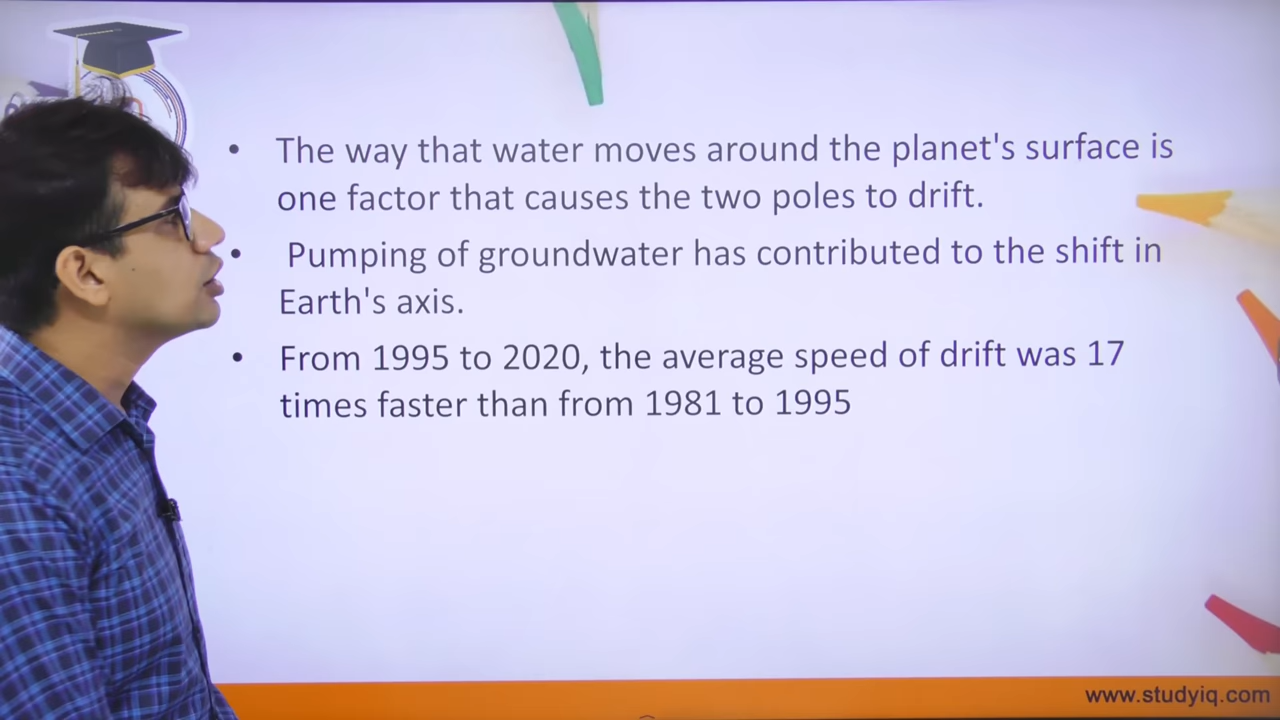 • The way that water moves around the planet's surface is
one factor that causes the two poles to drift.
• Pumping of groundwater has contributed to the shift in
Earth's axis.
• From 1995 to 2020, the average speed of drift was 17
times faster than from 1981 to 1995
www.studyiq.com